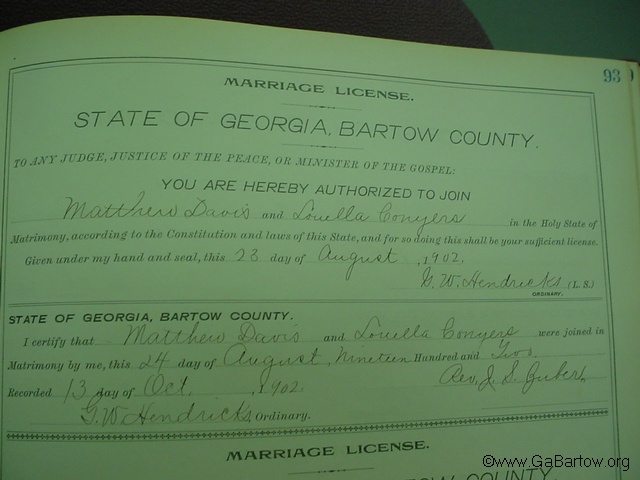 93
MARRIAGE LICENSE.
STATE OF GEORGIA, BARTOW COUNTY.
TO ANY JUDGE, JUSTICE OF THE PEACE, OR MINISTER OF THE GOSPEL:
YOU ARE HEREBY AUTHORIZED TO JOIN
Matthew Davis and Louella Conyers in the Holy State of
Matrimony, according to the Constitution and laws of this State, and for so doing this shall be your sufficient license.
Given under my hand and seal, this 23 day of August, 1902.
G. W. Hendricks (L. S.)
ORDINARY.
STATE OF GEORGIA, BARTOW COUNTY.
I certify that Matthew Davis and Louella Conyers were joined in
Matrimony by me, this 24 day of August, Nineteen Hundred and Two.
Recorded 13 day of Oct. 1902. Rev. J. S.
G. W. Hendricks, Ordinary.
MARRIAGE LICENSE.
COUNTY.
©www.GaBartow.org